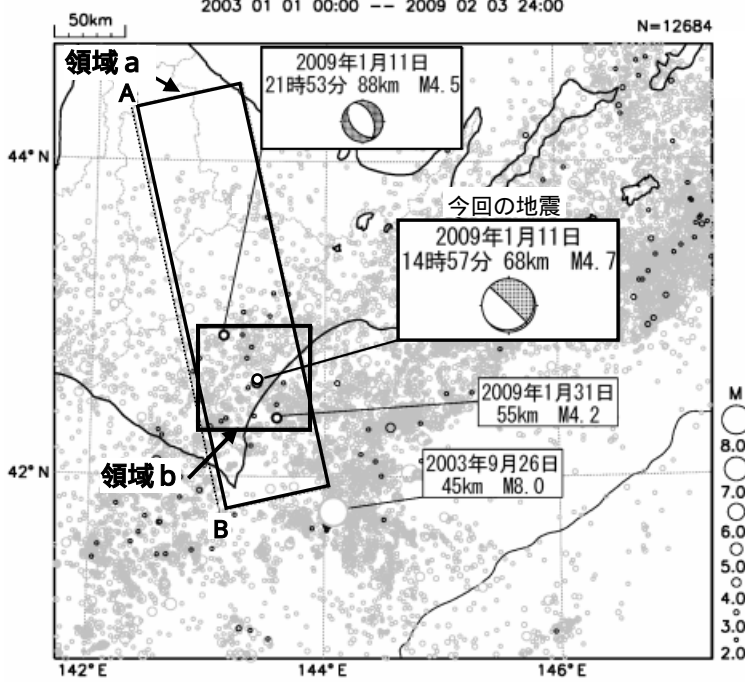 2003 01 01 00:00 -- 2009 02 03 24:00
50km
N=12684
領域a
A
2009年1月11日
21時53分 88km M4.5
44°N
今回の地震
2009年1月11日
14時57分 68km M4.7
2009年1月31日
55km M4.2
M
8.0
7.0
6.0
5.0
4.0
3.0
2.0
42°N
領域b
2003年9月26日
45km M8.0
B
142°E
144°E
146°E